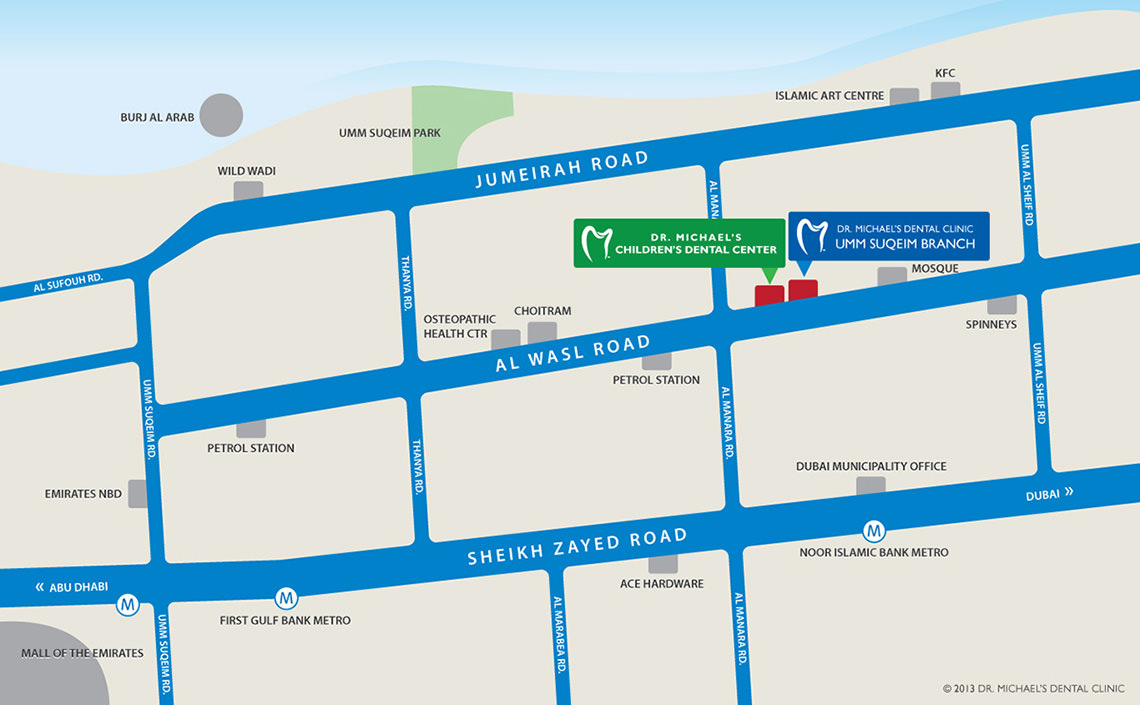 KFC
ISLAMIC ART CENTRE
BURJ AL ARAB
UMM SUQEIM PARK
WILD WADI
JUMEIRAH ROAD
UMM AL SHEIF RD
AL MANA
DR. MICHAEL'S
CHILDREN'S DENTAL CENTER
DR. MICHAEL'S DENTAL CLINIC
UMM SUQEIM BRANCH
MOSQUE
AL SUFOUH RD.
THANYA RD.
CHOITRAM
OSTEOPATHIC
HEALTH CTR
SPINNEYS
AL WASL ROAD
PETROL STATION
UMM SUQEIM RD.
AL MANARA RD.
UMM AL SHEIF RD
PETROL STATION
THANYA RD.
DUBAI MUNICIPALITY OFFICE
EMIRATES NBD
DUBAI »
SHEIKH ZAYED ROAD
M
NOOR ISLAMIC BANK METRO
« ABU DHABI
ACE HARDWARE
M
M
FIRST GULF BANK METRO
UMM SUQEIM RD.
AL MARABEA RD.
AL MANARA RD.
MALL OF THE EMIRATES
© 2013 DR. MICHAEL'S DENTAL CLINIC